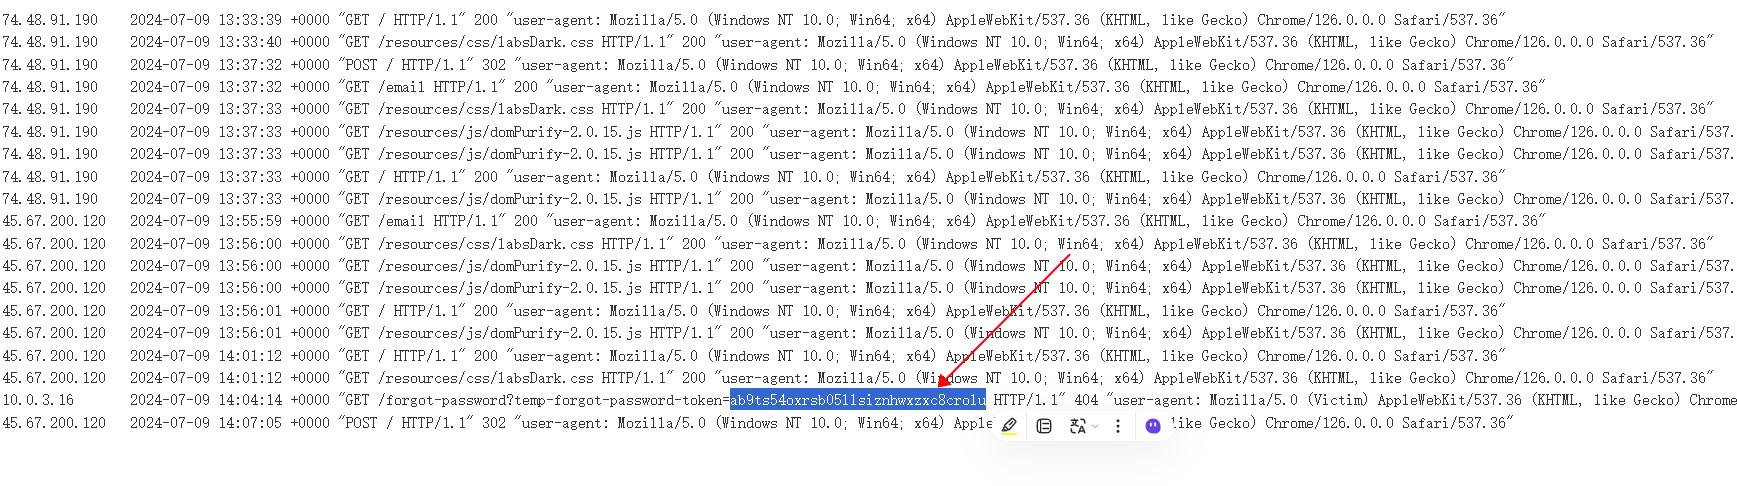 74.48.91.190 2024-07-09 13:33:39 +0000 "GET / HTTP/1.1" 200 "user-agent: Mozilla/5.0 (Windows NT 10.0; Win64; x64) AppleWebKit/537.36 (KHTML, like Gecko) Chrome/126.0.0.0 Safari/537.36"
74.48.91.190 2024-07-09 13:33:40 +0000 "GET /resources/css/labsDark.css HTTP/1.1" 200 "user-agent: Mozilla/5.0 (Windows NT 10.0; Win64; x64) AppleWebKit/537.36 (KHTML, like Gecko) Chrome/126.0.0.0 Safari/537.36"
74.48.91.190 2024-07-09 13:37:32 +0000 "POST / HTTP/1.1" 302 "user-agent: Mozilla/5.0 (Windows NT 10.0; Win64; x64) AppleWebKit/537.36 (KHTML, like Gecko) Chrome/126.0.0.0 Safari/537.36"
74.48.91.190 2024-07-09 13:37:32 +0000 "GET /email HTTP/1.1" 200 "user-agent: Mozilla/5.0 (Windows NT 10.0; Win64; x64) AppleWebKit/537.36 (KHTML, like Gecko) Chrome/126.0.0.0 Safari/537.36"
74.48.91.190 2024-07-09 13:37:33 +0000 "GET /resources/css/labsDark.css HTTP/1.1" 200 "user-agent: Mozilla/5.0 (Windows NT 10.0; Win64; x64) AppleWebKit/537.36 (KHTML, like Gecko) Chrome/126.0.0.0 Safari/537.36"
74.48.91.190 2024-07-09 13:37:33 +0000 "GET /resources/js/domPurify-2.0.15.js HTTP/1.1" 200 "user-agent: Mozilla/5.0 (Windows NT 10.0; Win64; x64) AppleWebKit/537.36 (KHTML, like Gecko) Chrome/126.0.0.0 Safari/537.
74.48.91.190 2024-07-09 13:37:33 +0000 "GET /resources/js/domPurify-2.0.15.js HTTP/1.1" 200 "user-agent: Mozilla/5.0 (Windows NT 10.0; Win64; x64) AppleWebKit/537.36 (KHTML, like Gecko) Chrome/126.0.0.0 Safari/537.
74.48.91.190 2024-07-09 13:37:33 +0000 "GET / HTTP/1.1" 200 "user-agent: Mozilla/5.0 (Windows NT 10.0; Win64; x64) AppleWebKit/537.36 (KHTML, like Gecko) Chrome/126.0.0.0 Safari/537.36"
74.48.91.190 2024-07-09 13:37:33 +0000 "GET /resources/js/domPurify-2.0.15.js HTTP/1.1" 200 "user-agent: Mozilla/5.0 (Windows NT 10.0; Win64; x64) AppleWebKit/537.36 (KHTML, like Gecko) Chrome/126.0.0.0 Safari/537.
45.67.200.120 2024-07-09 13:55:59 +0000 "GET /email HTTP/1.1" 200 "user-agent: Mozilla/5.0 (Windows NT 10.0; Win64; x64) AppleWebKit/537.36 (KHTML, like Gecko) Chrome/126.0.0.0 Safari/537.36"
45.67.200.120 2024-07-09 13:56:00 +0000 "GET /resources/css/labsDark.css HTTP/1.1" 200 "user-agent: Mozilla/5.0 (Windows NT 10.0; Win64; x64) AppleWebKit/537.36 (KHTML, like Gecko) Chrome/126.0.0.0 Safari/537.36"
45.67.200.120 2024-07-09 13:56:00 +0000 "GET /resources/js/domPurify-2.0.15.js HTTP/1.1" 200 "user-agent: Mozilla/5.0 (Windows NT 10.0; Win64; x64) AppleWebKit/537.36 (KHTML, like Gecko) Chrome/126.0.0.0 Safari/537.
45.67.200.120 2024-07-09 13:56:00 +0000 "GET /resources/js/domPurify-2.0.15.js HTTP/1.1" 200 "user-agent: Mozilla/5.0 (Windows NT 10.0; Win64; x64) AppleWebKit/537.36 (KHTML, like Gecko) Chrome/126.0.0.0 Safari/537.
45.67.200.120 2024-07-09 13:56:01 +0000 "GET / HTTP/1.1" 200 "user-agent: Mozilla/5.0 (Windows NT 10.0; Win64; x64) AppleWebKit/537.36 (KHTML, like Gecko) Chrome/126.0.0.0 Safari/537.36"
45.67.200.120 2024-07-09 13:56:01 +0000 "GET /resources/js/domPurify-2.0.15.js HTTP/1.1" 200 "user-agent: Mozilla/5.0 (Windows NT 10.0; Win64; x64) AppleWebKit/537.36 (KHTML, like Gecko) Chrome/126.0.0.0 Safari/537.
45.67.200.120 2024-07-09 14:01:12 +0000 "GET / HTTP/1.1" 200 "user-agent: Mozilla/5.0 (Windows NT 10.0; Win64; x64) AppleWebKit/537.36 (KHTML, like Gecko) Chrome/126.0.0.0 Safari/537.36"
45.67.200.120 2024-07-09 14:01:12 +0000 "GET /resources/css/labsDark.css HTTP/1.1" 200 "user-agent: Mozilla/5.0 (Windows NT 10.0; Win64; x64) AppleWebKit/537.36 (KHTML, like Gecko) Chrome/126.0.0.0 Safari/537.36"
10.0.3.16 2024-07-09 14:04:14 +0000 "GET /forgot-password?temp-forgot-password-token=ab9ts54oxrsb05llsiznhwxzxc8crolu HTTP/1.1" 404 "user-agent: Mozilla/5.0 (Victim) AppleWebKit/537.36 (KHTML, like Gecko) Chrome
45.67.200.120 2024-07-09 14:07:05 +0000 "POST / HTTP/1.1" 302 "user-agent: Mozilla/5.0 (Windows NT 10.0; Win64; x64) AppleWe like Gecko) Chrome/126.0.0.0 Safari/537.36"